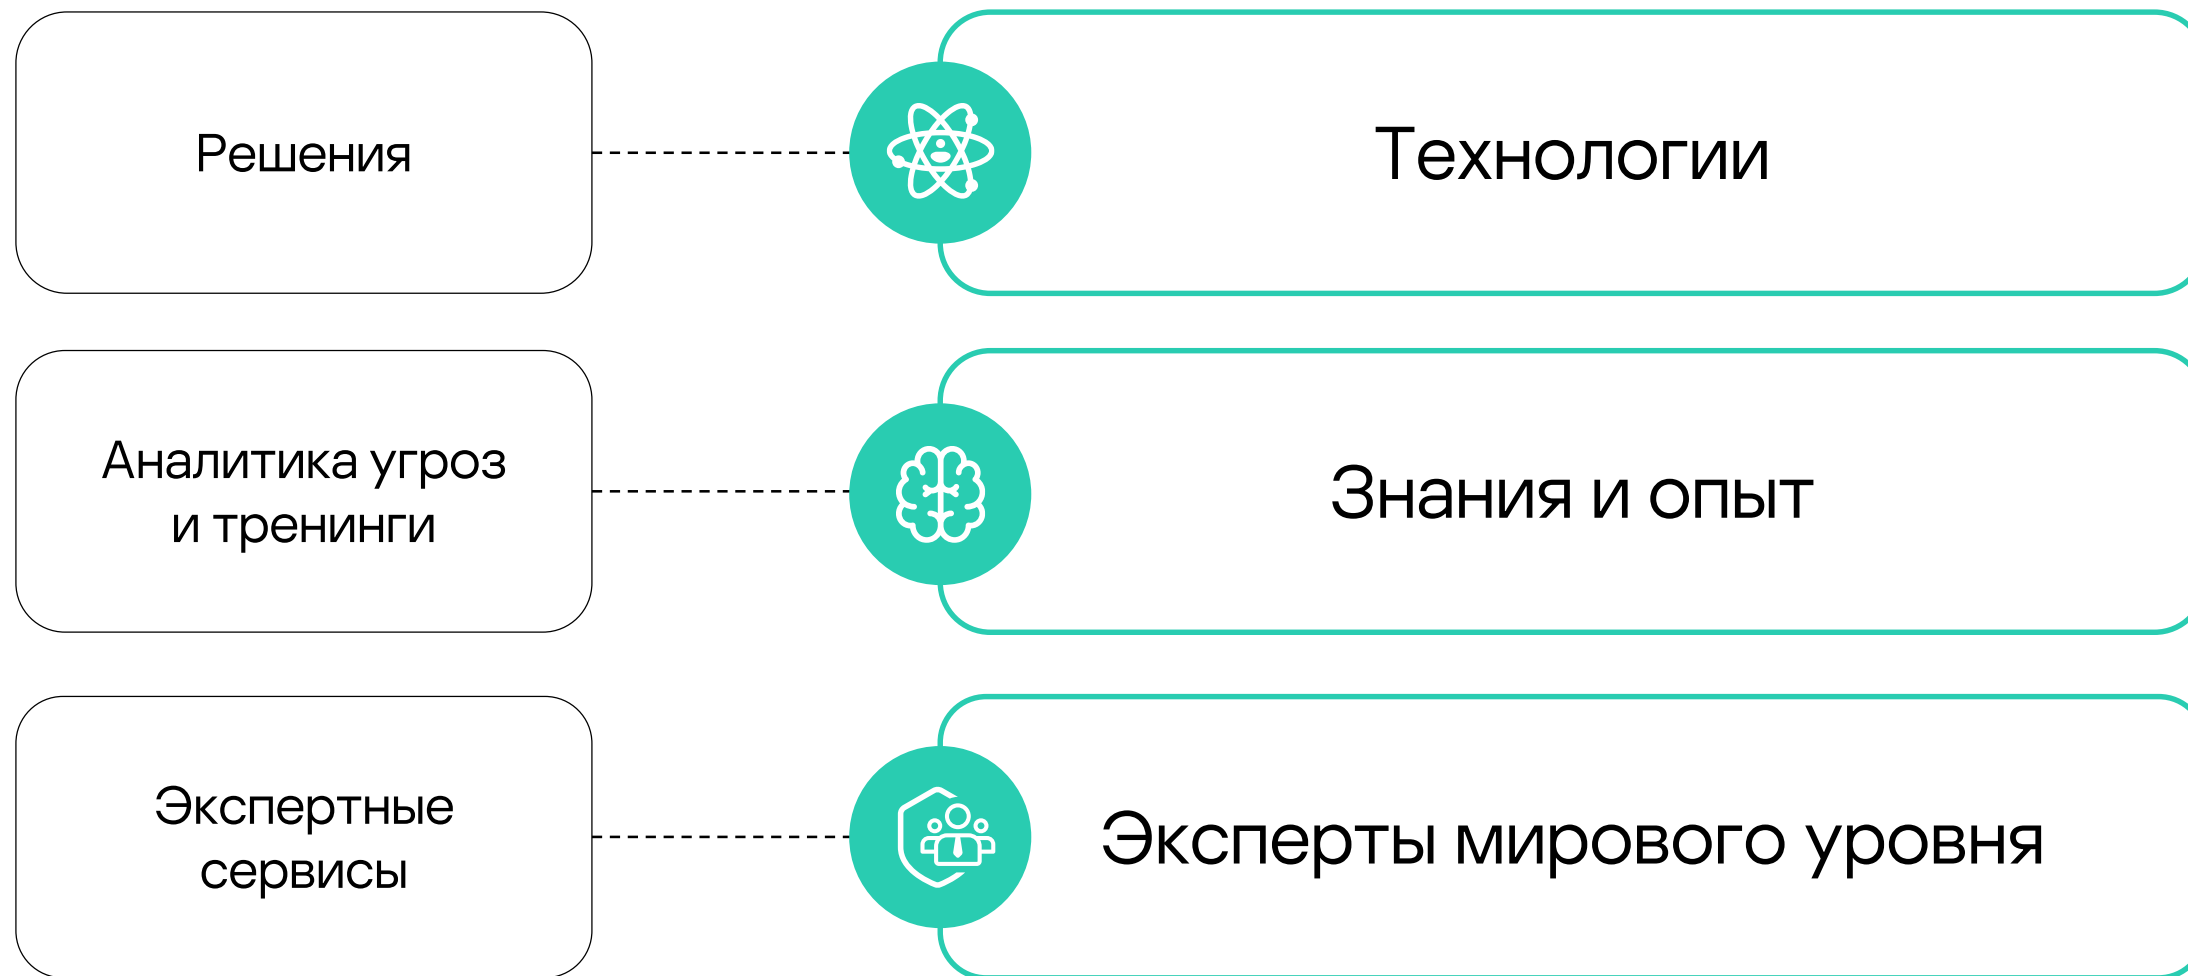 Решения
Технологии
Аналитика угроз
и тренинги
Знания и опыт
Экспертные
сервисы
Эксперты мирового уровня